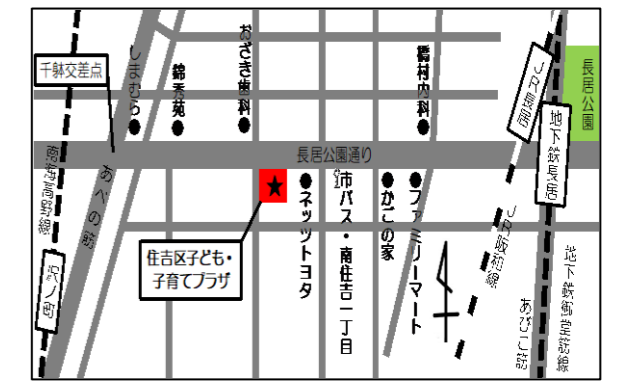 千躰交差点
しまむら
錦秀苑
おざき歯科
橋村内科
JR長居
地下鉄長居
長居公園
長居公園通り
南海高野線
あべの筋
沢ノ町
住吉区子ども・
子育てプラザ
ネッツトヨタ
市バス・南住吉一丁目
かごの家
ファミリーマート
JR阪和線
あびこ筋
地下鉄御堂筋線